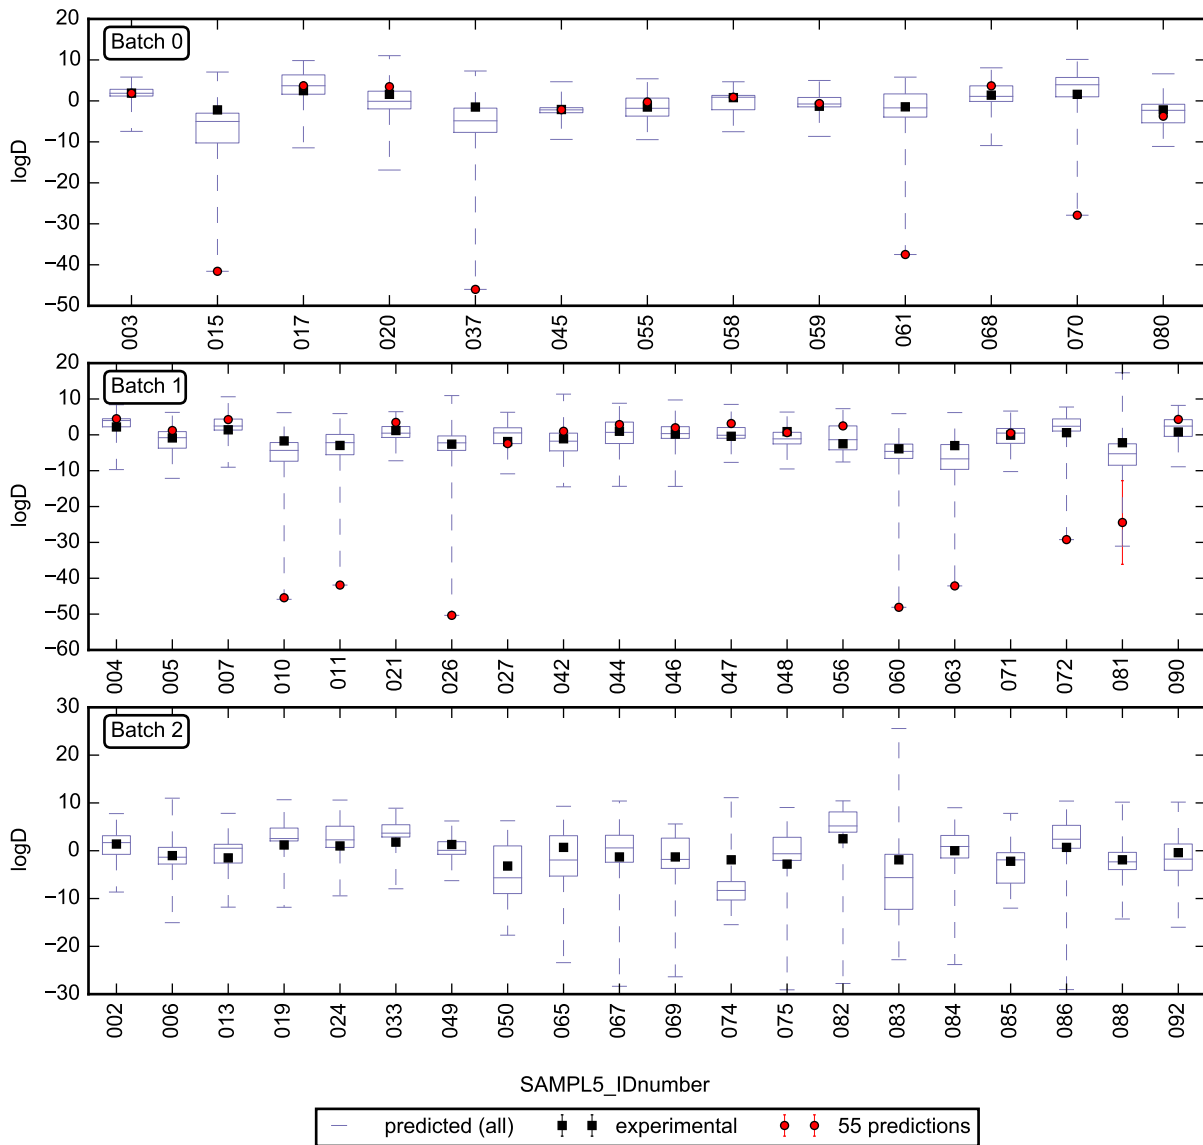 20
10
0
−10
−20
−30
−40
−50
logD
Batch 0
003 015 017 020 037 045 055 058 059 061 068 070 080
20
10
0
−10
−20
−30
−40
−50
−60
logD
Batch 1
004 005 007 010 011 021 026 027 042 044 046 047 048 056 060 063 071 072 081 090
30
20
10
0
−10
−20
−30
logD
Batch 2
002 006 013 019 024 033 049 050 065 067 069 074 075 082 083 084 085 086 088 092
SAMPL5_IDnumber
predicted (all) experimental 55 predictions